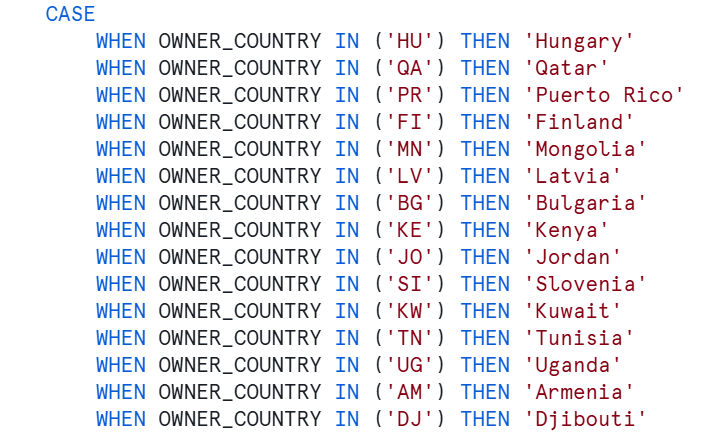 CASE
WHEN OWNER_COUNTRY IN ('HU') THEN 'Hungary'
WHEN OWNER_COUNTRY IN ('QA') THEN 'Qatar'
WHEN OWNER_COUNTRY IN ('PR') THEN 'Puerto Rico'
WHEN OWNER_COUNTRY IN ('FI') THEN 'Finland'
WHEN OWNER_COUNTRY IN ('MN') THEN 'Mongolia'
WHEN OWNER_COUNTRY IN ('LV') THEN 'Latvia'
WHEN OWNER_COUNTRY IN ('BG') THEN 'Bulgaria'
WHEN OWNER_COUNTRY IN ('KE') THEN 'Kenya'
WHEN OWNER_COUNTRY IN ('JO') THEN 'Jordan'
WHEN OWNER_COUNTRY IN ('SI') THEN 'Slovenia'
WHEN OWNER_COUNTRY IN ('KW') THEN 'Kuwait'
WHEN OWNER_COUNTRY IN ('TN') THEN 'Tunisia'
WHEN OWNER_COUNTRY IN ('UG') THEN 'Uganda'
WHEN OWNER_COUNTRY IN ('AM') THEN 'Armenia'
WHEN OWNER_COUNTRY IN ('DJ') THEN 'Djibouti'